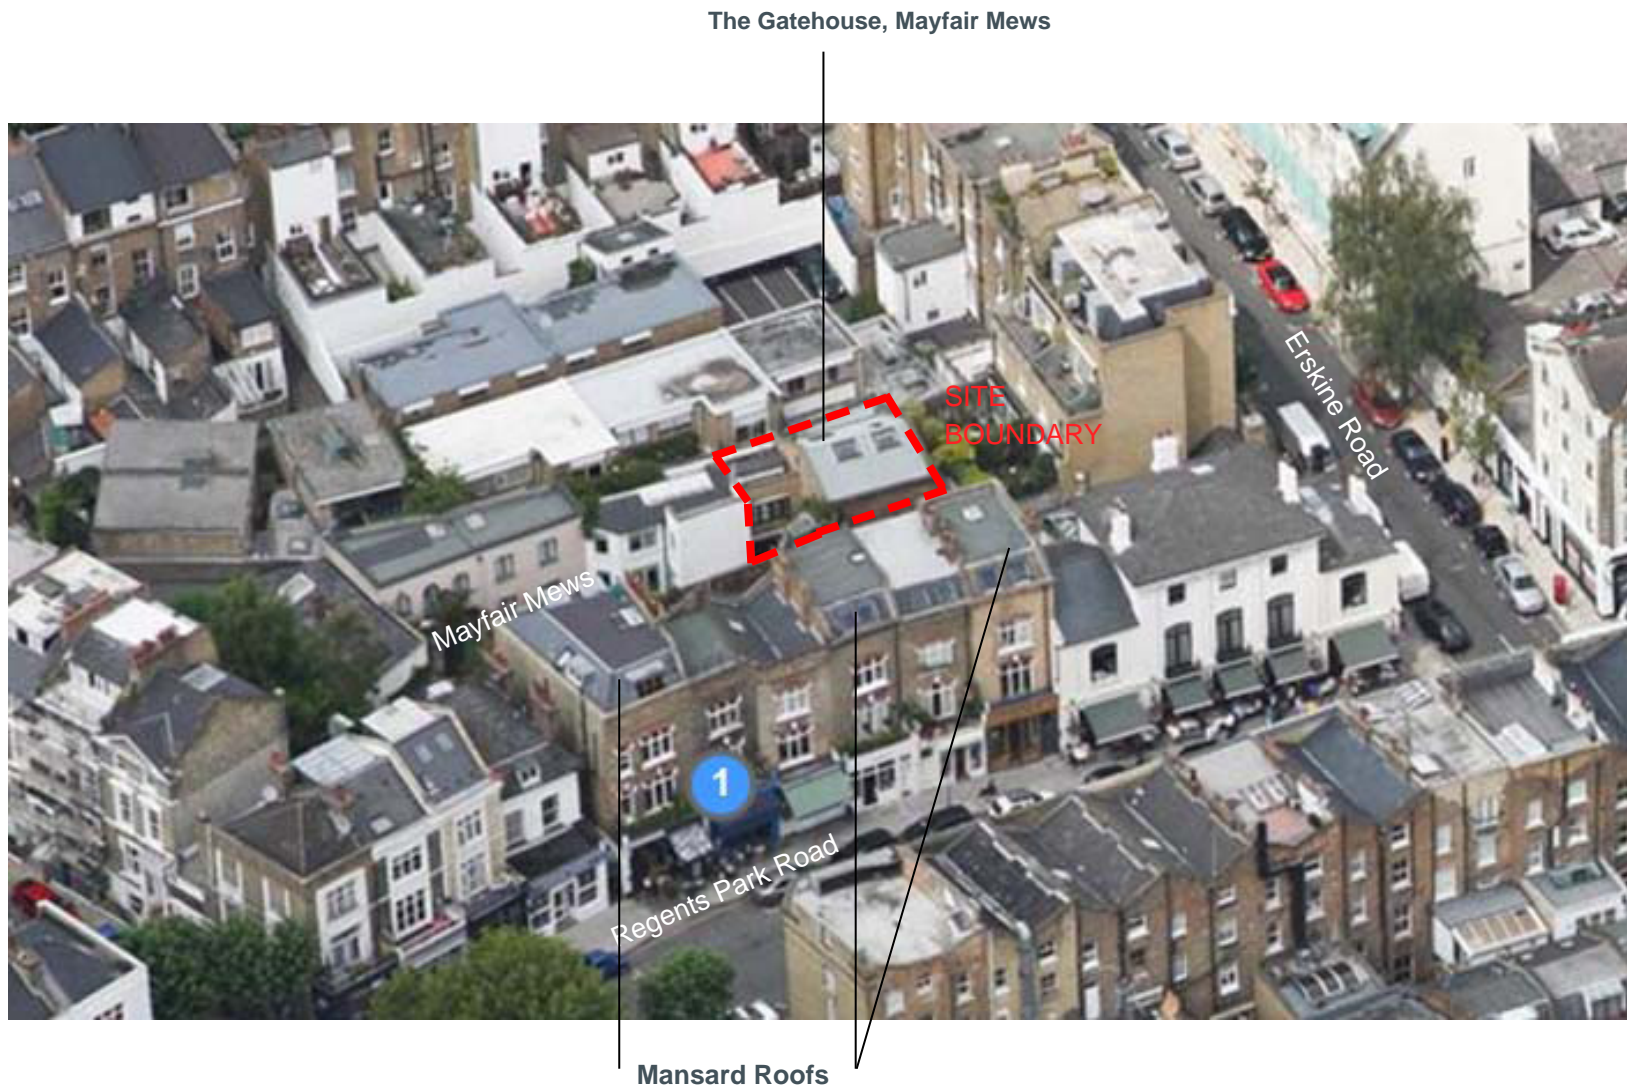 The Gatehouse, Mayfair Mews
SITE
BOUNDARY
Erskine Road
Mayfair Mews
1
Regents Park Road
Mansard Roofs